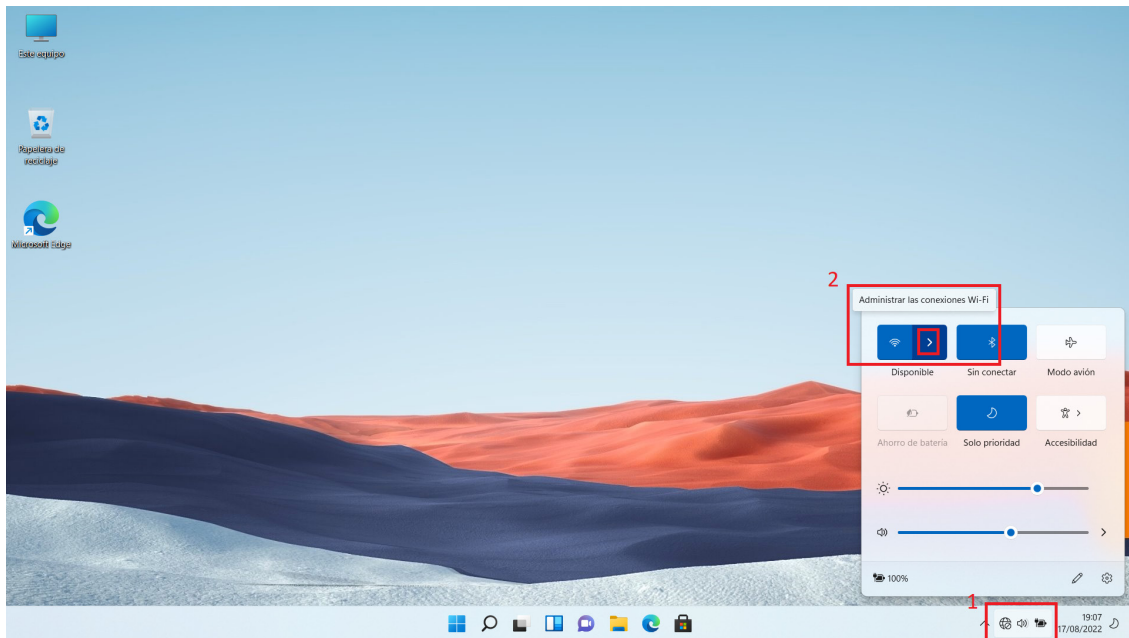 Este equipo
Papelera de
reciclaje
Microsoft Edge
2
Administrar las conexiones Wi-Fi
Disponible
Sin conectar
Modo avión
Ahorro de batería
Solo prioridad
Accesibilidad
100%
1
19:07
17/08/2022